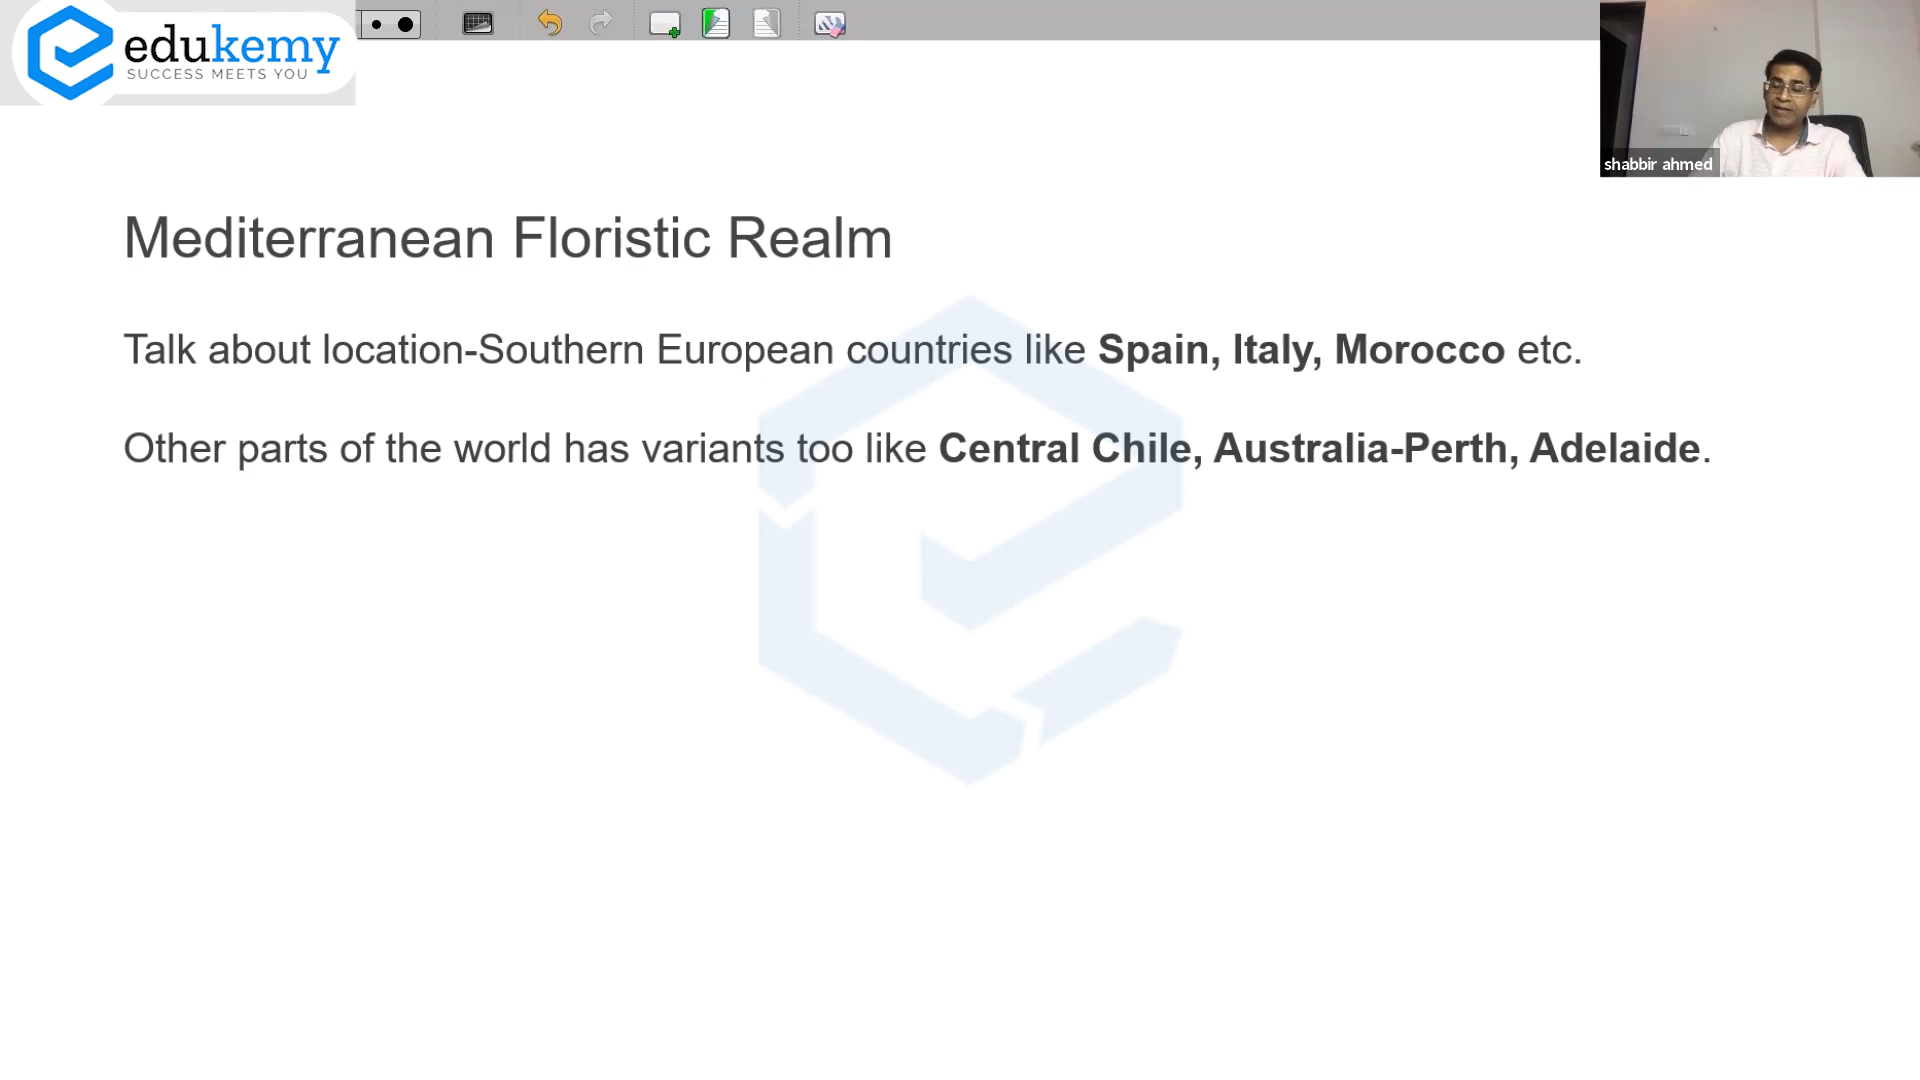 edukemy
SUCCESS MEETS YOU
shabbir ahmed
Mediterranean Floristic Realm
Talk about location-Southern European countries like Spain, Italy, Morocco etc.
Other parts of the world has variants too like Central Chile, Australia-Perth, Adelaide.